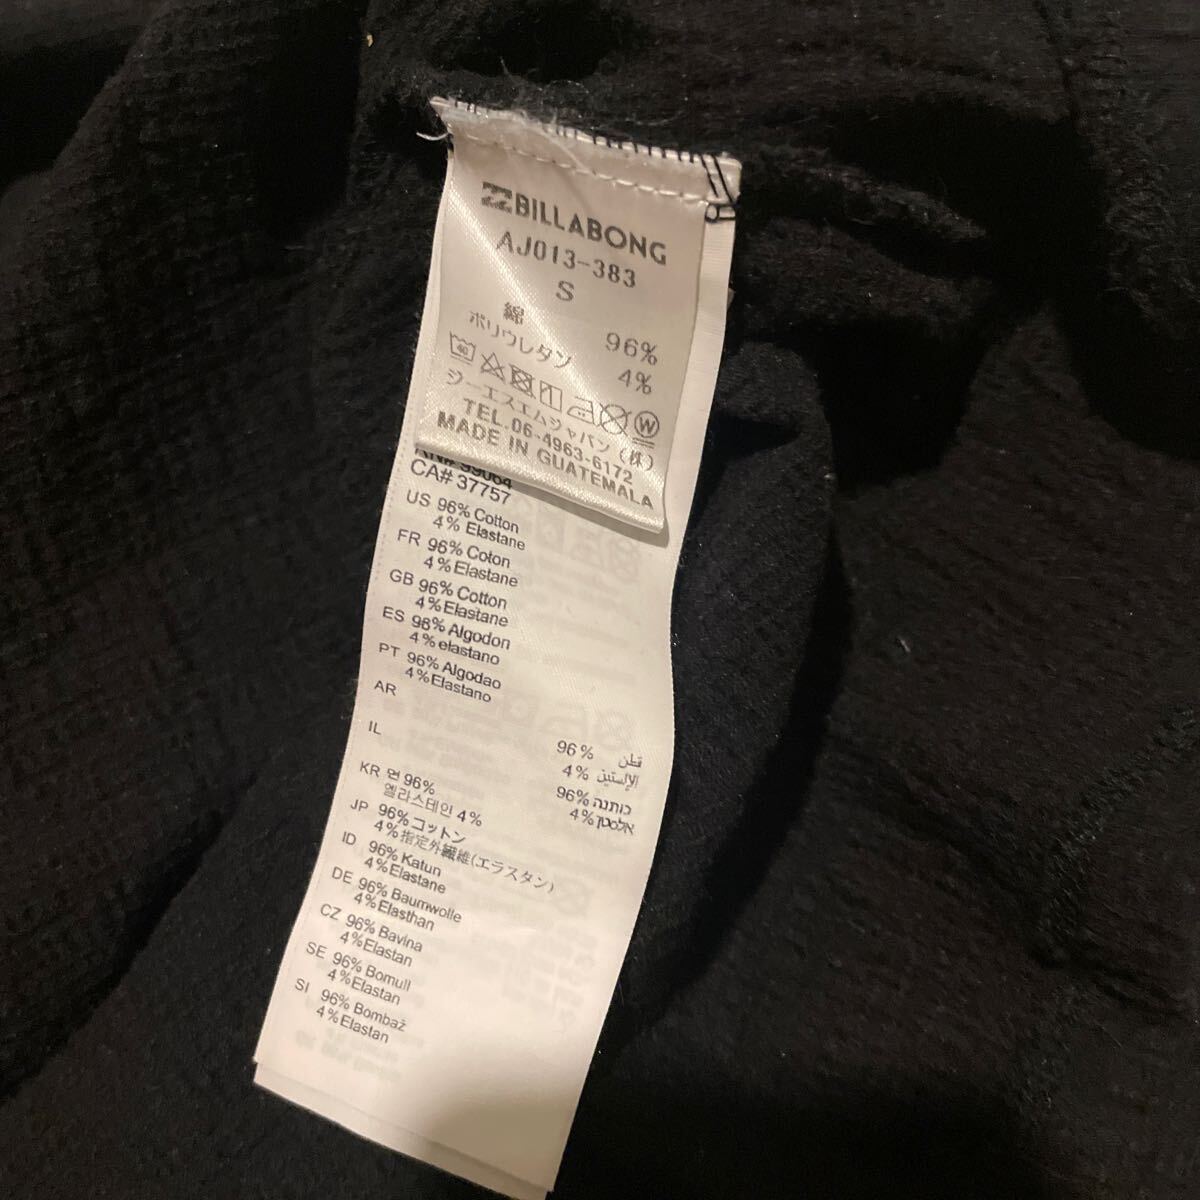 BILLABONG
AJ013-383
S
綿 96%
ポリウレタン 4%
40
W
ジーエスエムジャパン(株)
TEL.06-4963-6172
MADE IN GUATEMALA
RN# 99064
CA# 37757
US 96% Cotton
4% Elastane
FR 96% Coton
4% Elastane
GB 96% Cotton
4% Elastane
ES 96% Algodon
4% elastano
PT 96% Algodao
4% Elastano
AR 96% قطن
4% الإلستين
IL 96% כותנה
4% אלסטן
KR 면 96%
엘라스테인 4%
JP 96% コットン
4% 指定外繊維(エラスタン)
ID 96% Katun
4% Elastane
DE 96% Baumwolle
4% Elasthan
CZ 96% Bavina
4% Elastan
SE 96% Bomull
4% Elastan
SI 96% Bombaž
4% Elastan